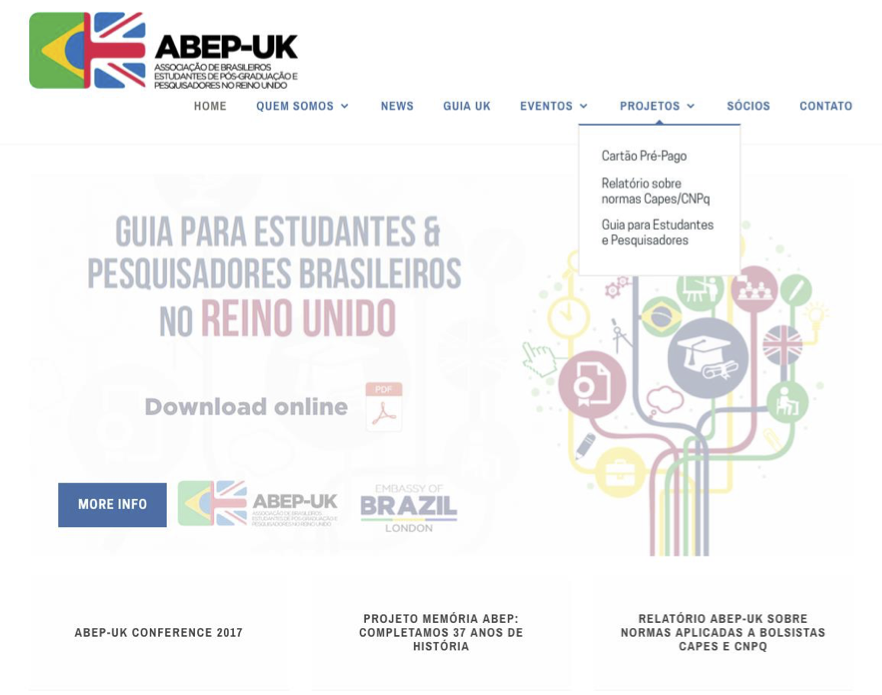 ABEP-UK
ASSOCIAÇÃO DE BRASILEIROS
ESTUDANTES DE PÓS-GRADUAÇÃO E
PESQUISADORES NO REINO UNIDO
HOME QUEM SOMOS NEWS GUIA UK EVENTOS PROJETOS SÓCIOS CONTATO
Cartão Pré-Pago
Relatório sobre
normas Capes/CNPq
Guia para Estudantes
e Pesquisadores
GUIA PARA ESTUDANTES &
PESQUISADORES BRASILEIROS
NO REINO UNIDO
Download online
PDF
MORE INFO
ABEP-UK
ASSOCIAÇÃO DE BRASILEIROS
ESTUDANTES DE PÓS-GRADUAÇÃO E
PESQUISADORES NO REINO UNIDO
EMBASSY OF
BRAZIL
LONDON
ABEP-UK CONFERENCE 2017
PROJETO MEMÓRIA ABEP:
COMPLETAMOS 37 ANOS DE
HISTÓRIA
RELATÓRIO ABEP-UK SOBRE
NORMAS APLICADAS A BOLSISTAS
CAPES E CNPQ